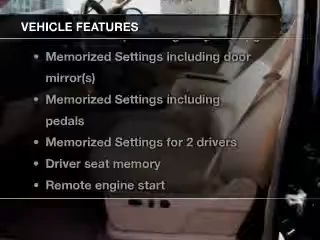 VEHICLE FEATURES
• Memorized Settings including door
mirror(s)
• Memorized Settings including
pedals
• Memorized Settings for 2 drivers
• Driver seat memory
• Remote engine start